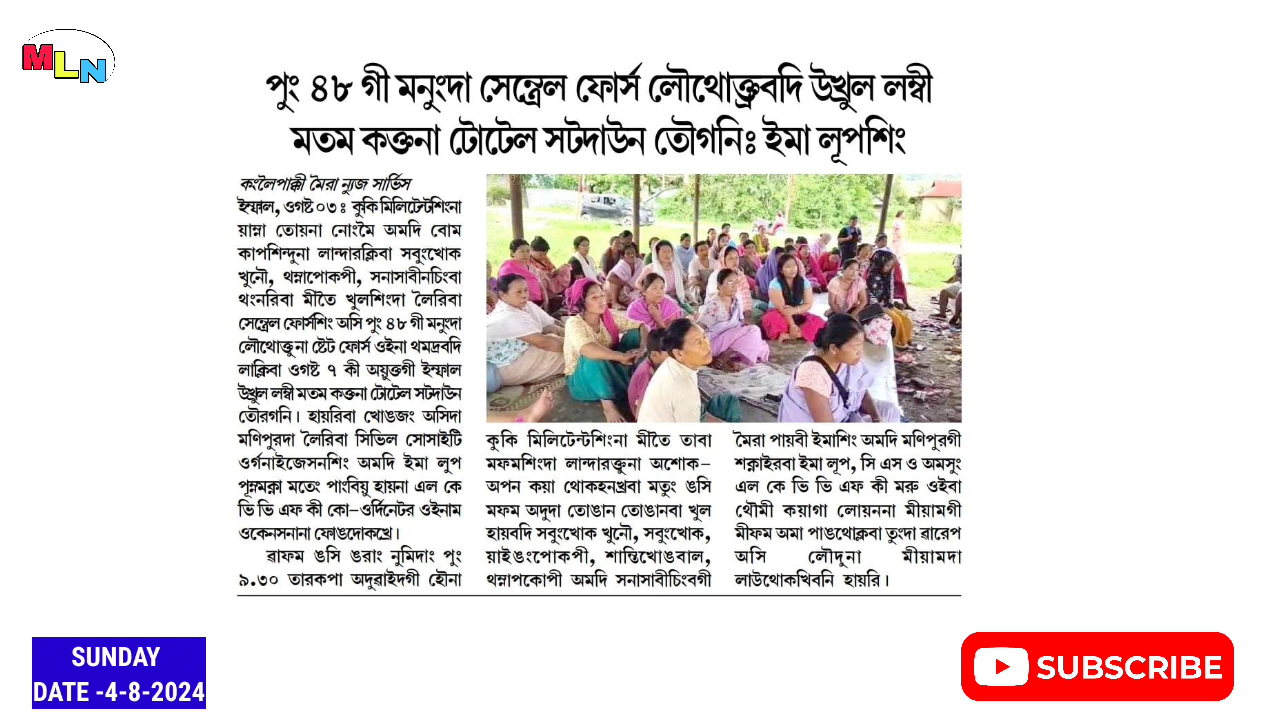 MLN
পুং ৪৮ গী মনুংদা সেন্ত্রেল ফোর্স লৌথোক্ত্রবদি উখ্রুল লম্বী
মতম কক্তনা টোটেল সটদাউন তৌগনিঃ ইমা লূপশিং
কংলৈপাক্কী মৈরা ন্যুজ সার্ভিস
ইম্ফাল, ওগষ্ট ০৩ঃ কুকি মিলিটেন্টশিংনা
য়াম্না তোয়না নোংমৈ অমদি বোম
কাপশিন্দুনা লান্দারক্লিবা সবুংখোক
খুনৌ, থম্নাপোকপী, সনাসাবীনচিংবা
থংনরিবা মীতৈ খুলশিংদা লৈরিবা
সেন্ত্রেল ফোর্সশিং অসি পুং ৪৮ গী মনুংদা
লৌথোক্তুনা ষ্টেট ফোর্স ওইনা থমদ্রবদি
লাক্লিবা ওগষ্ট ৭ কী অয়ুক্তগী ইম্ফাল
উখ্রুল লম্বী মতম কক্তনা টোটেল সটদাউন
তৌরগনি। হায়রিবা খোঙজং অসিদা
মণিপুরদা লৈরিবা সিভিল সোসাইটি
ওর্গনাইজেসনশিং অমদি ইমা লুপ
পূম্নমক্না মতেং পাংবিয়ু হায়না এল কে
ভি ভি এফ কী কো-ওর্দিনেটর ওইনাম
ওকেনসনানা ফোঙদোকখ্রে।
ৱাফম ঙসি ঙরাং নুমিদাং পুং
৯.৩০ তারকপা অদুৱাইদগী হৌনা
কুকি মিলিটেন্টশিংনা মীতৈ তাবা
মফমশিংদা লান্দারক্তুনা অশোক-
অপন কয়া থোকহনখ্রবা মতুং ঙসি
মফম অদুদা তোঙান তোঙানবা খুল
হায়বদি সবুংখোক খুনৌ, সবুংখোক,
য়াইঙংপোকপী, শান্তিখোঙবাল,
থম্নাপকোপী অমদি সনাসাবীচিংবগী
মৈরা পায়বী ইমাশিং অমদি মণিপুরগী
শক্নাইরবা ইমা লূপ, সি এস ও অমসুং
এল কে ভি ভি এফ কী মরু ওইবা
থৌমী কয়াগা লোয়ননা মীয়ামগী
মীফম অমা পাঙথোক্লবা তুংদা ৱারেপ
অসি লৌদুনা মীয়ামদা
লাউথোকখিবনি হায়রি।
SUNDAY
DATE -4-8-2024
SUBSCRIBE